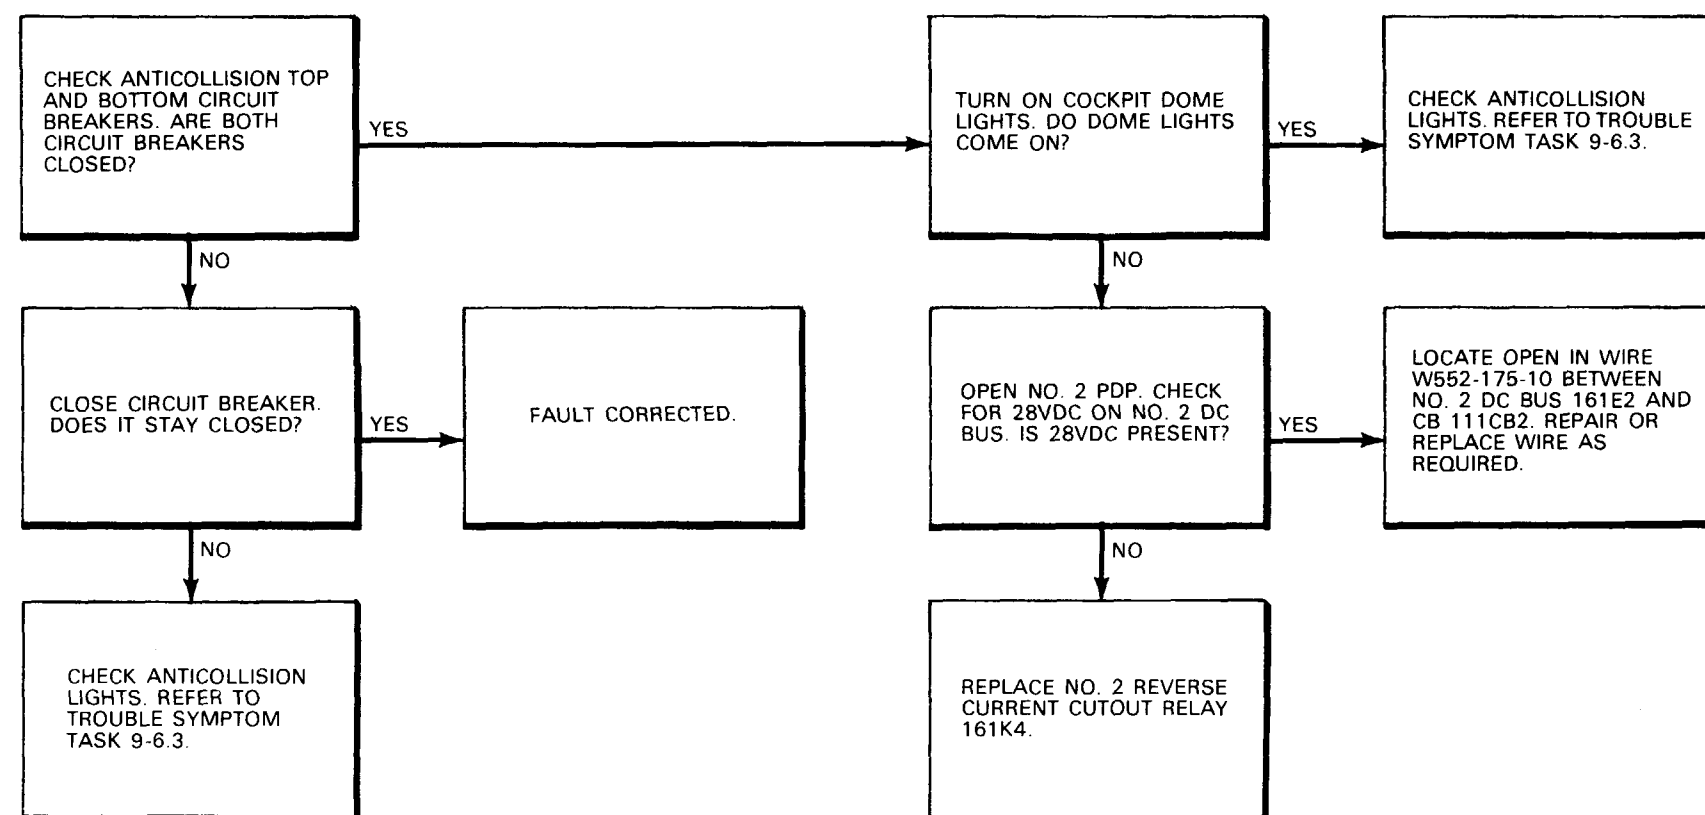 CHECK ANTICOLLISION TOP
AND BOTTOM CIRCUIT
BREAKERS. ARE BOTH
CIRCUIT BREAKERS
CLOSED?
YES
TURN ON COCKPIT DOME
LIGHTS. DO DOME LIGHTS
COME ON?
YES
CHECK ANTICOLLISION
LIGHTS. REFER TO TROUBLE
SYMPTOM TASK 9-6.3.
NO
NO
CLOSE CIRCUIT BREAKER.
DOES IT STAY CLOSED?
YES
FAULT CORRECTED.
OPEN NO. 2 PDP. CHECK
FOR 28VDC ON NO. 2 DC
BUS. IS 28VDC PRESENT?
YES
LOCATE OPEN IN WIRE
W552-175-10 BETWEEN
NO. 2 DC BUS 161E2 AND
CB 111CB2. REPAIR OR
REPLACE WIRE AS
REQUIRED.
NO
NO
CHECK ANTICOLLISION
LIGHTS. REFER TO
TROUBLE SYMPTOM
TASK 9-6.3.
REPLACE NO. 2 REVERSE
CURRENT CUTOUT RELAY
161K4.